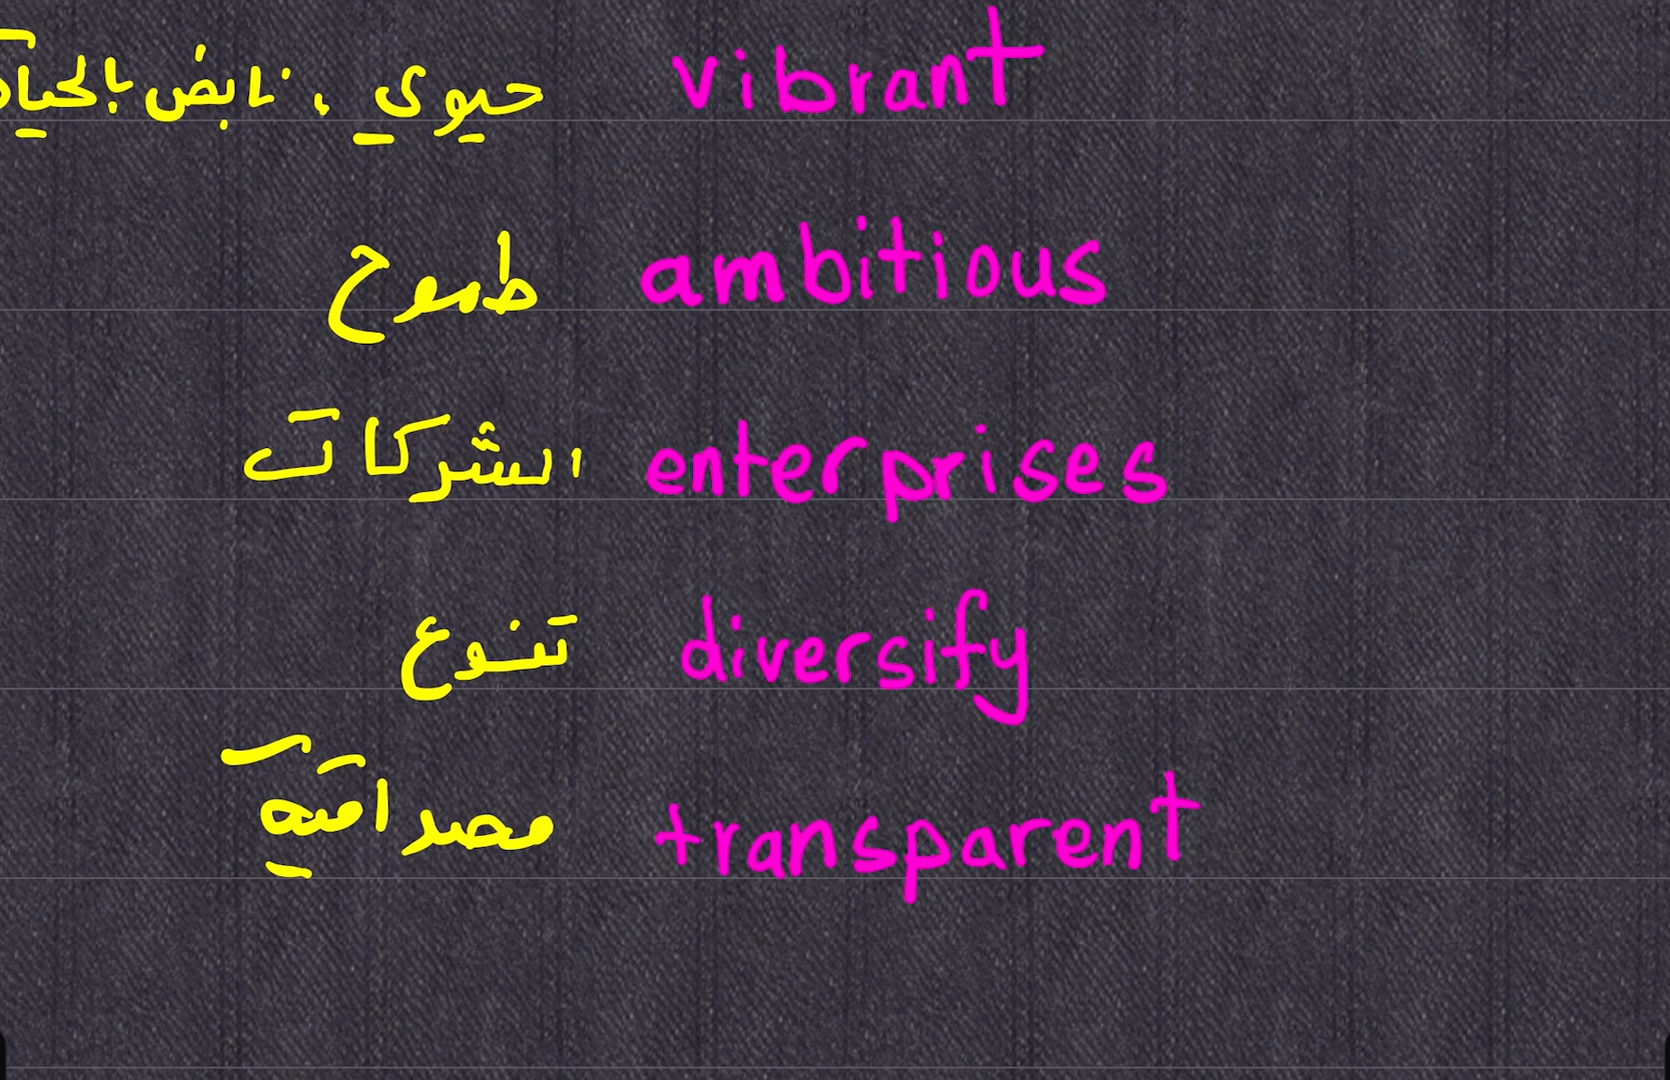 vibrant حيوي ، نابض بالحياة
ambitious طموح
enterprises الشركات
diversify تنوع
transparent مصداقية